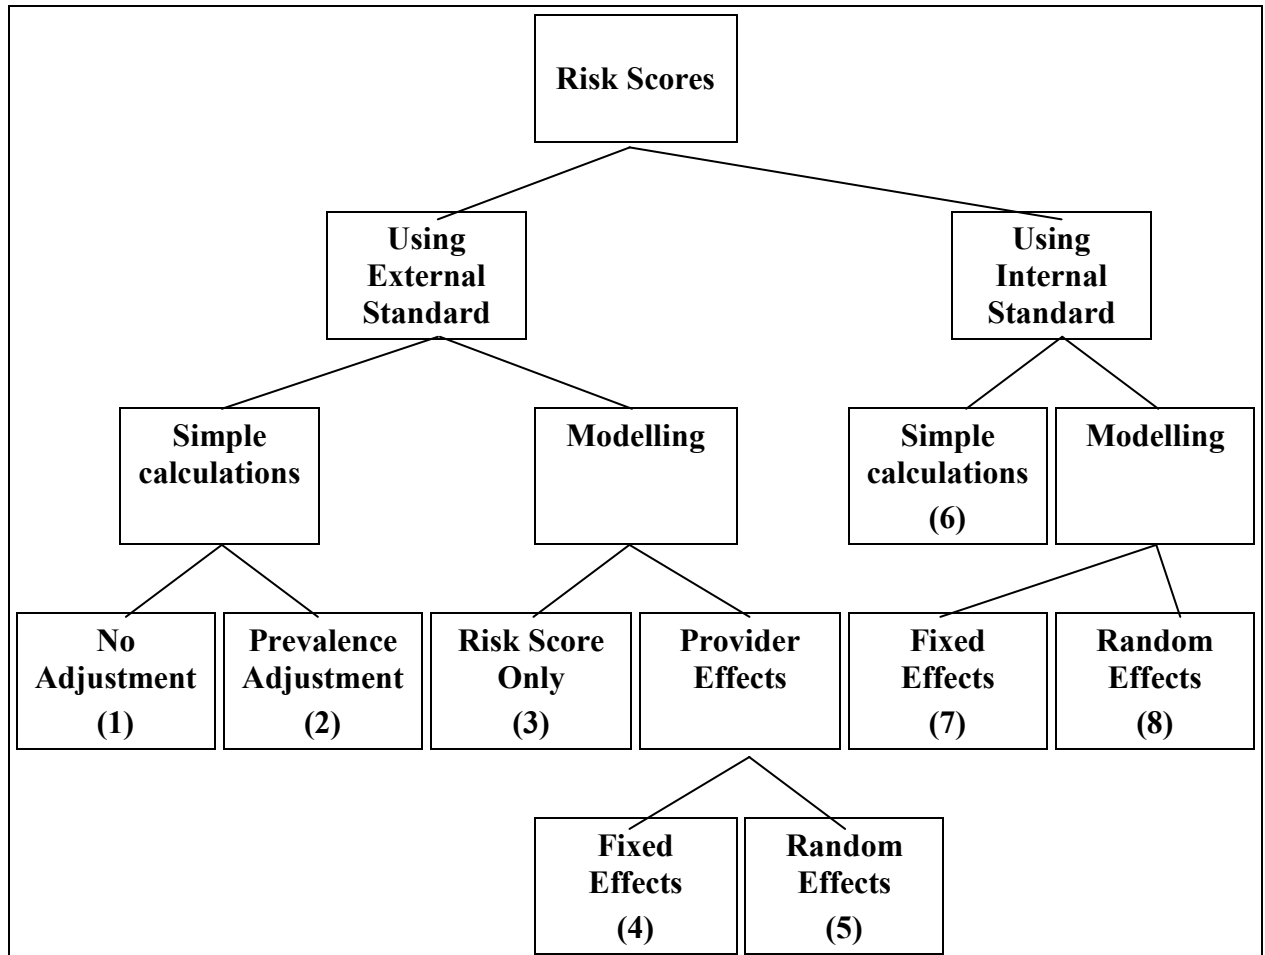 Risk Scores
Using
External
Standard
Using
Internal
Standard
Simple
calculations
Modelling
Simple
calculations
(6)
Modelling
No
Adjustment
(1)
Prevalence
Adjustment
(2)
Risk Score
Only
(3)
Provider
Effects
Fixed
Effects
(7)
Random
Effects
(8)
Fixed
Effects
(4)
Random
Effects
(5)